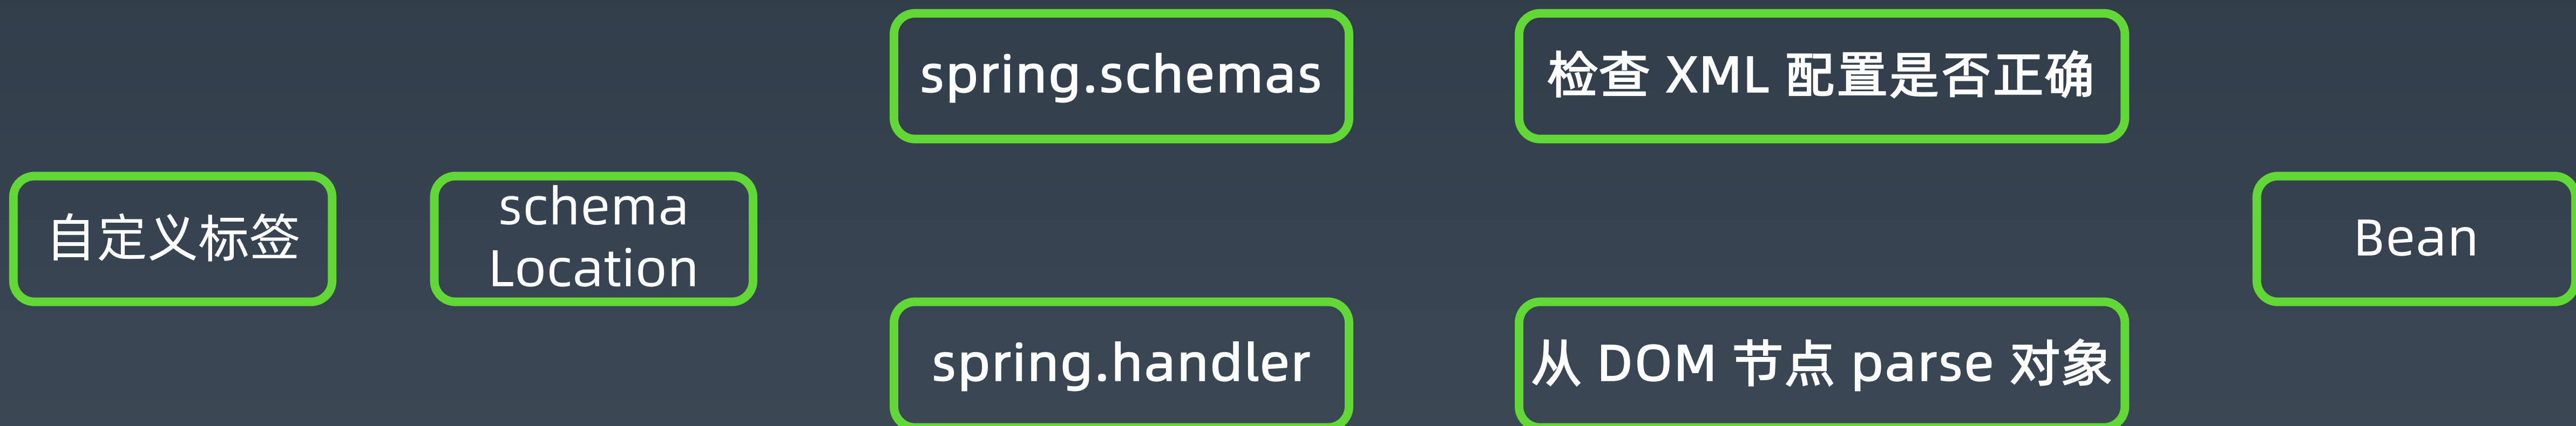 spring.schemas
检查 XML 配置是否正确
自定义标签
schema
Location
Bean
spring.handler
从 DOM 节点 parse 对象